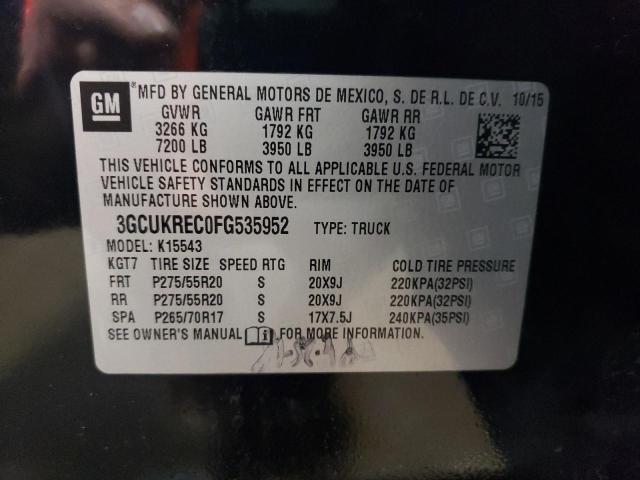 GM ® MFD BY GENERAL MOTORS DE MEXICO, S. DE R.L. DE C.V. 10/15
GVWR GAWR FRT GAWR RR
3266 KG 1792 KG 1792 KG
7200 LB 3950 LB 3950 LB
THIS VEHICLE CONFORMS TO ALL APPLICABLE U.S. FEDERAL MOTOR
VEHICLE SAFETY STANDARDS IN EFFECT ON THE DATE OF
MANUFACTURE SHOWN ABOVE.
3GCUKREC0FG535952 TYPE: TRUCK
MODEL: K15543
KGT7 TIRE SIZE SPEED RTG RIM COLD TIRE PRESSURE
FRT P275/55R20 S 20X9J 220KPA(32PSI)
RR P275/55R20 S 20X9J 220KPA(32PSI)
SPA P265/70R17 S 17X7.5J 240KPA(35PSI)
SEE OWNER'S MANUAL FOR MORE INFORMATION.